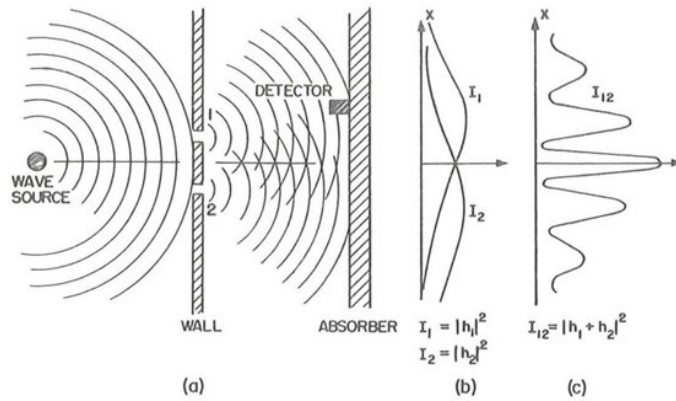 WAVE
SOURCE
1
2
WALL
DETECTOR
ABSORBER
(a)
X
I₁
I₂
I₁ = |h₁|²
I₂ = |h₂|²
(b)
X
I₁₂
I₁₂ = |h₁ + h₂|²
(c)